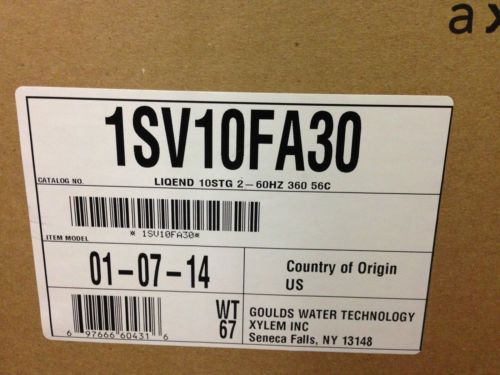 ax
1SV10FA30
CATALOG NO. LIQEND 10STG 2-60HZ 360 56C
* 1SV10FA30*
ITEM MODEL
01-07-14
Country of Origin
US
WT
67
GOULDS WATER TECHNOLOGY
XYLEM INC
Seneca Falls, NY 13148
6 97666 60431 6